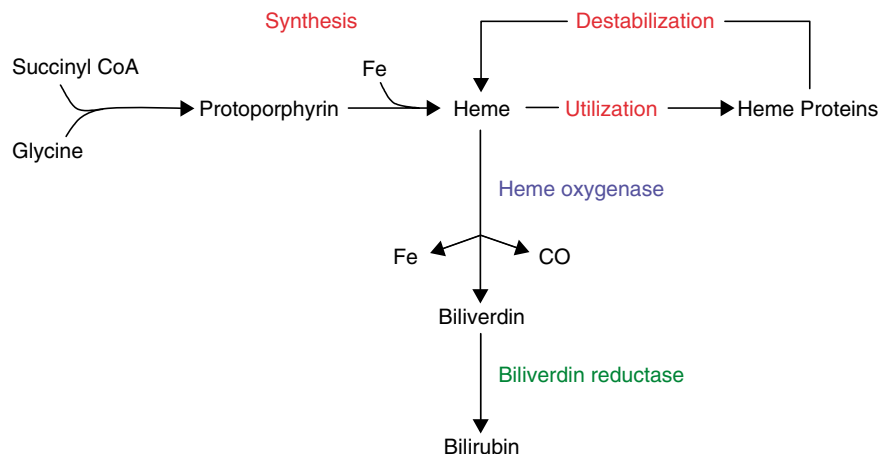 Synthesis
Destabilization
Succinyl CoA
Fe
Protoporphyrin
Heme
Utilization
Heme Proteins
Glycine
Heme oxygenase
Fe
CO
Biliverdin
Biliverdin reductase
Bilirubin